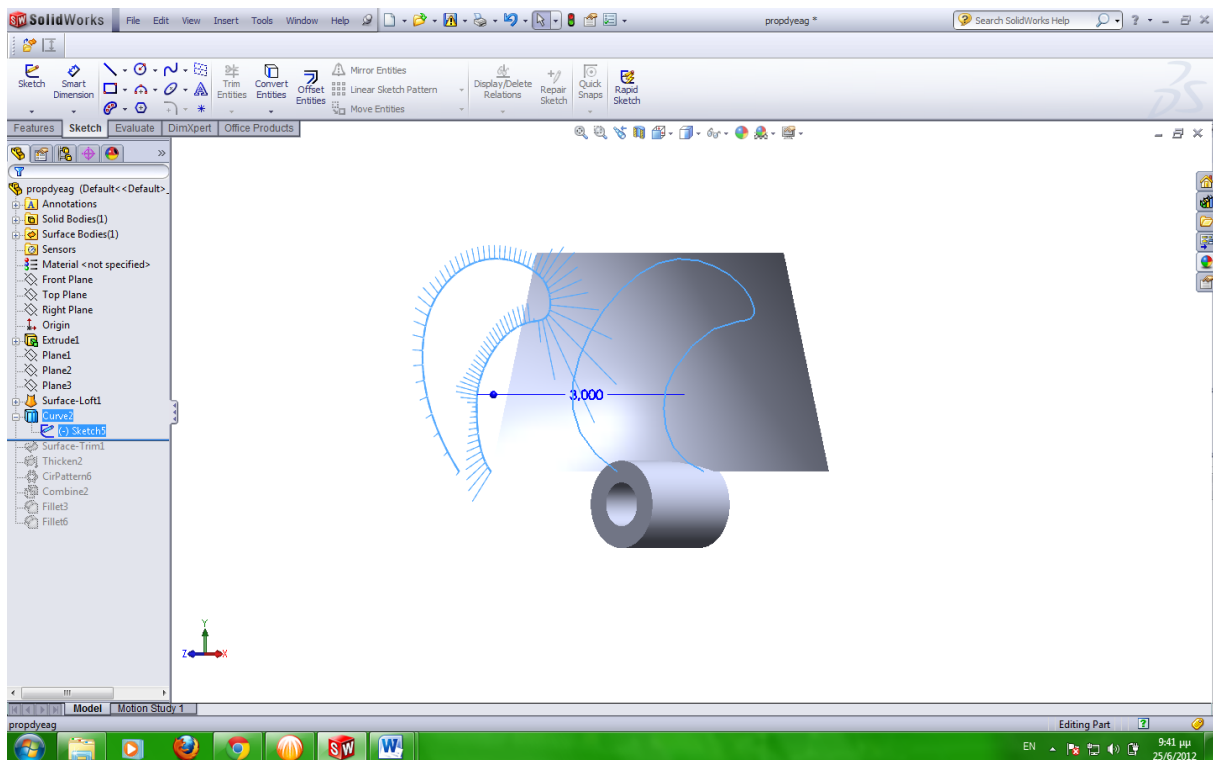 SolidWorks File Edit View Insert Tools Window Help propdyeag * Search SolidWorks Help
Sketch Smart Dimension Trim Entities Convert Entities Offset Entities Mirror Entities Linear Sketch Pattern Move Entities Display/Delete Relations Repair Sketch Quick Snaps Rapid Sketch
Features Sketch Evaluate DimXpert Office Products
propdyeag (Default<<Default>_
Annotations
Solid Bodies(1)
Surface Bodies(1)
Sensors
Material <not specified>
Front Plane
Top Plane
Right Plane
Origin
Extrude1
Plane1
Plane2
Plane3
Surface-Loft1
Curve2
(-) Sketch5
Surface-Trim1
Thicken2
CirPattern6
Combine2
Fillet3
Fillet6
3,000
Y
Z X
Model Motion Study 1
propdyeag Editing Part
EN 9:41 μμ
25/6/2012